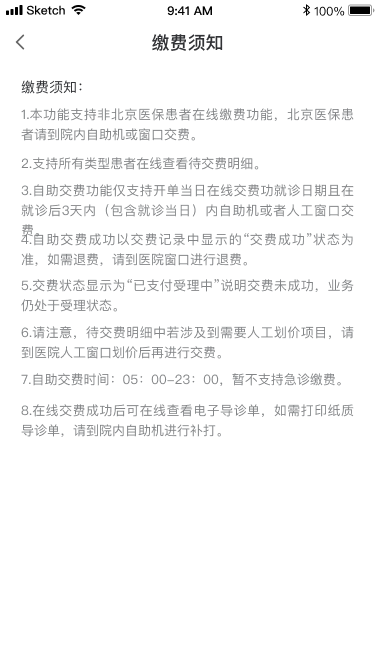 Sketch 9:41 AM 100%
缴费须知
缴费须知：
1.本功能支持非北京医保患者在线缴费功能，北京医保患
者请到院内自助机或窗口交费。
2.支持所有类型患者在线查看待交费明细。
3.自助交费功能仅支持开单当日在线交费功就诊日期且在
就诊后3天内（包含就诊当日）内自助机或者人工窗口交
费。
4.自助交费成功以交费记录中显示的“交费成功”状态为
准，如需退费，请到医院窗口进行退费。
5.交费状态显示为“已支付受理中”说明交费未成功，业务
仍处于受理状态。
6.请注意，待交费明细中若涉及到需要人工划价项目，请
到医院人工窗口划价后再进行交费。
7.自助交费时间：05：00-23：00，暂不支持急诊缴费。
8.在线交费成功后可在线查看电子导诊单，如需打印纸质
导诊单，请到院内自助机进行补打。